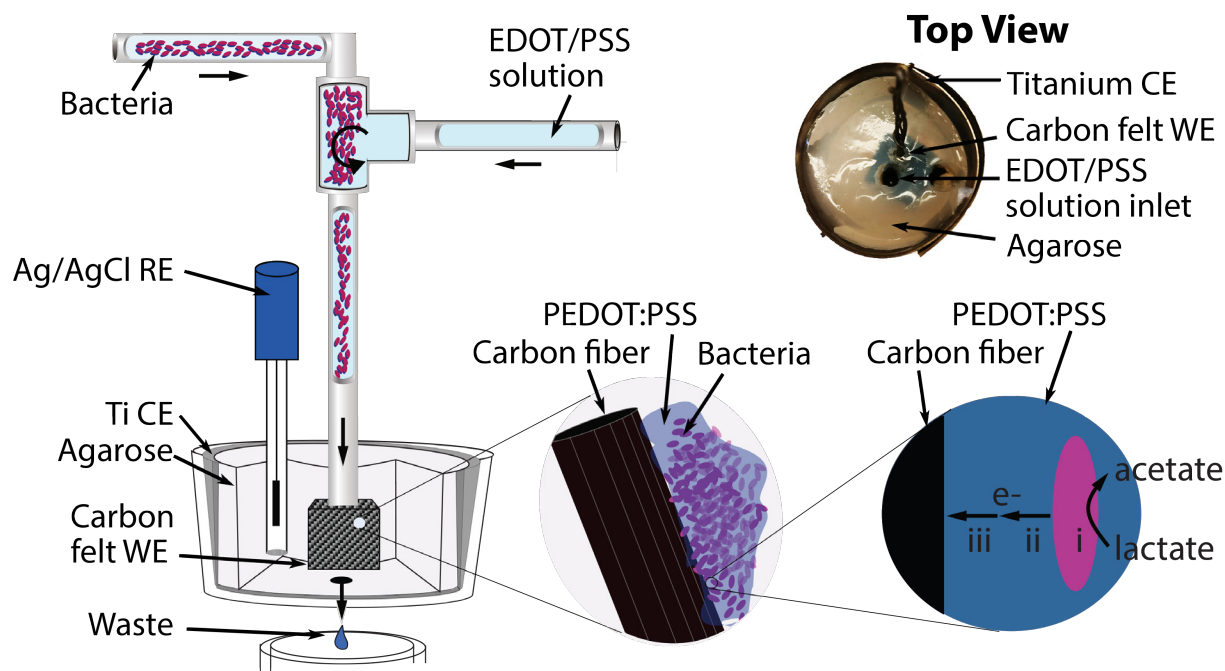 Bacteria
EDOT/PSS
solution
Ag/AgCl RE
Ti CE
Agarose
Carbon
felt WE
Waste
Top View
Titanium CE
Carbon felt WE
EDOT/PSS
solution inlet
Agarose
PEDOT:PSS
Carbon fiber
Bacteria
PEDOT:PSS
Carbon fiber
acetate
e-
iii
ii
i
lactate